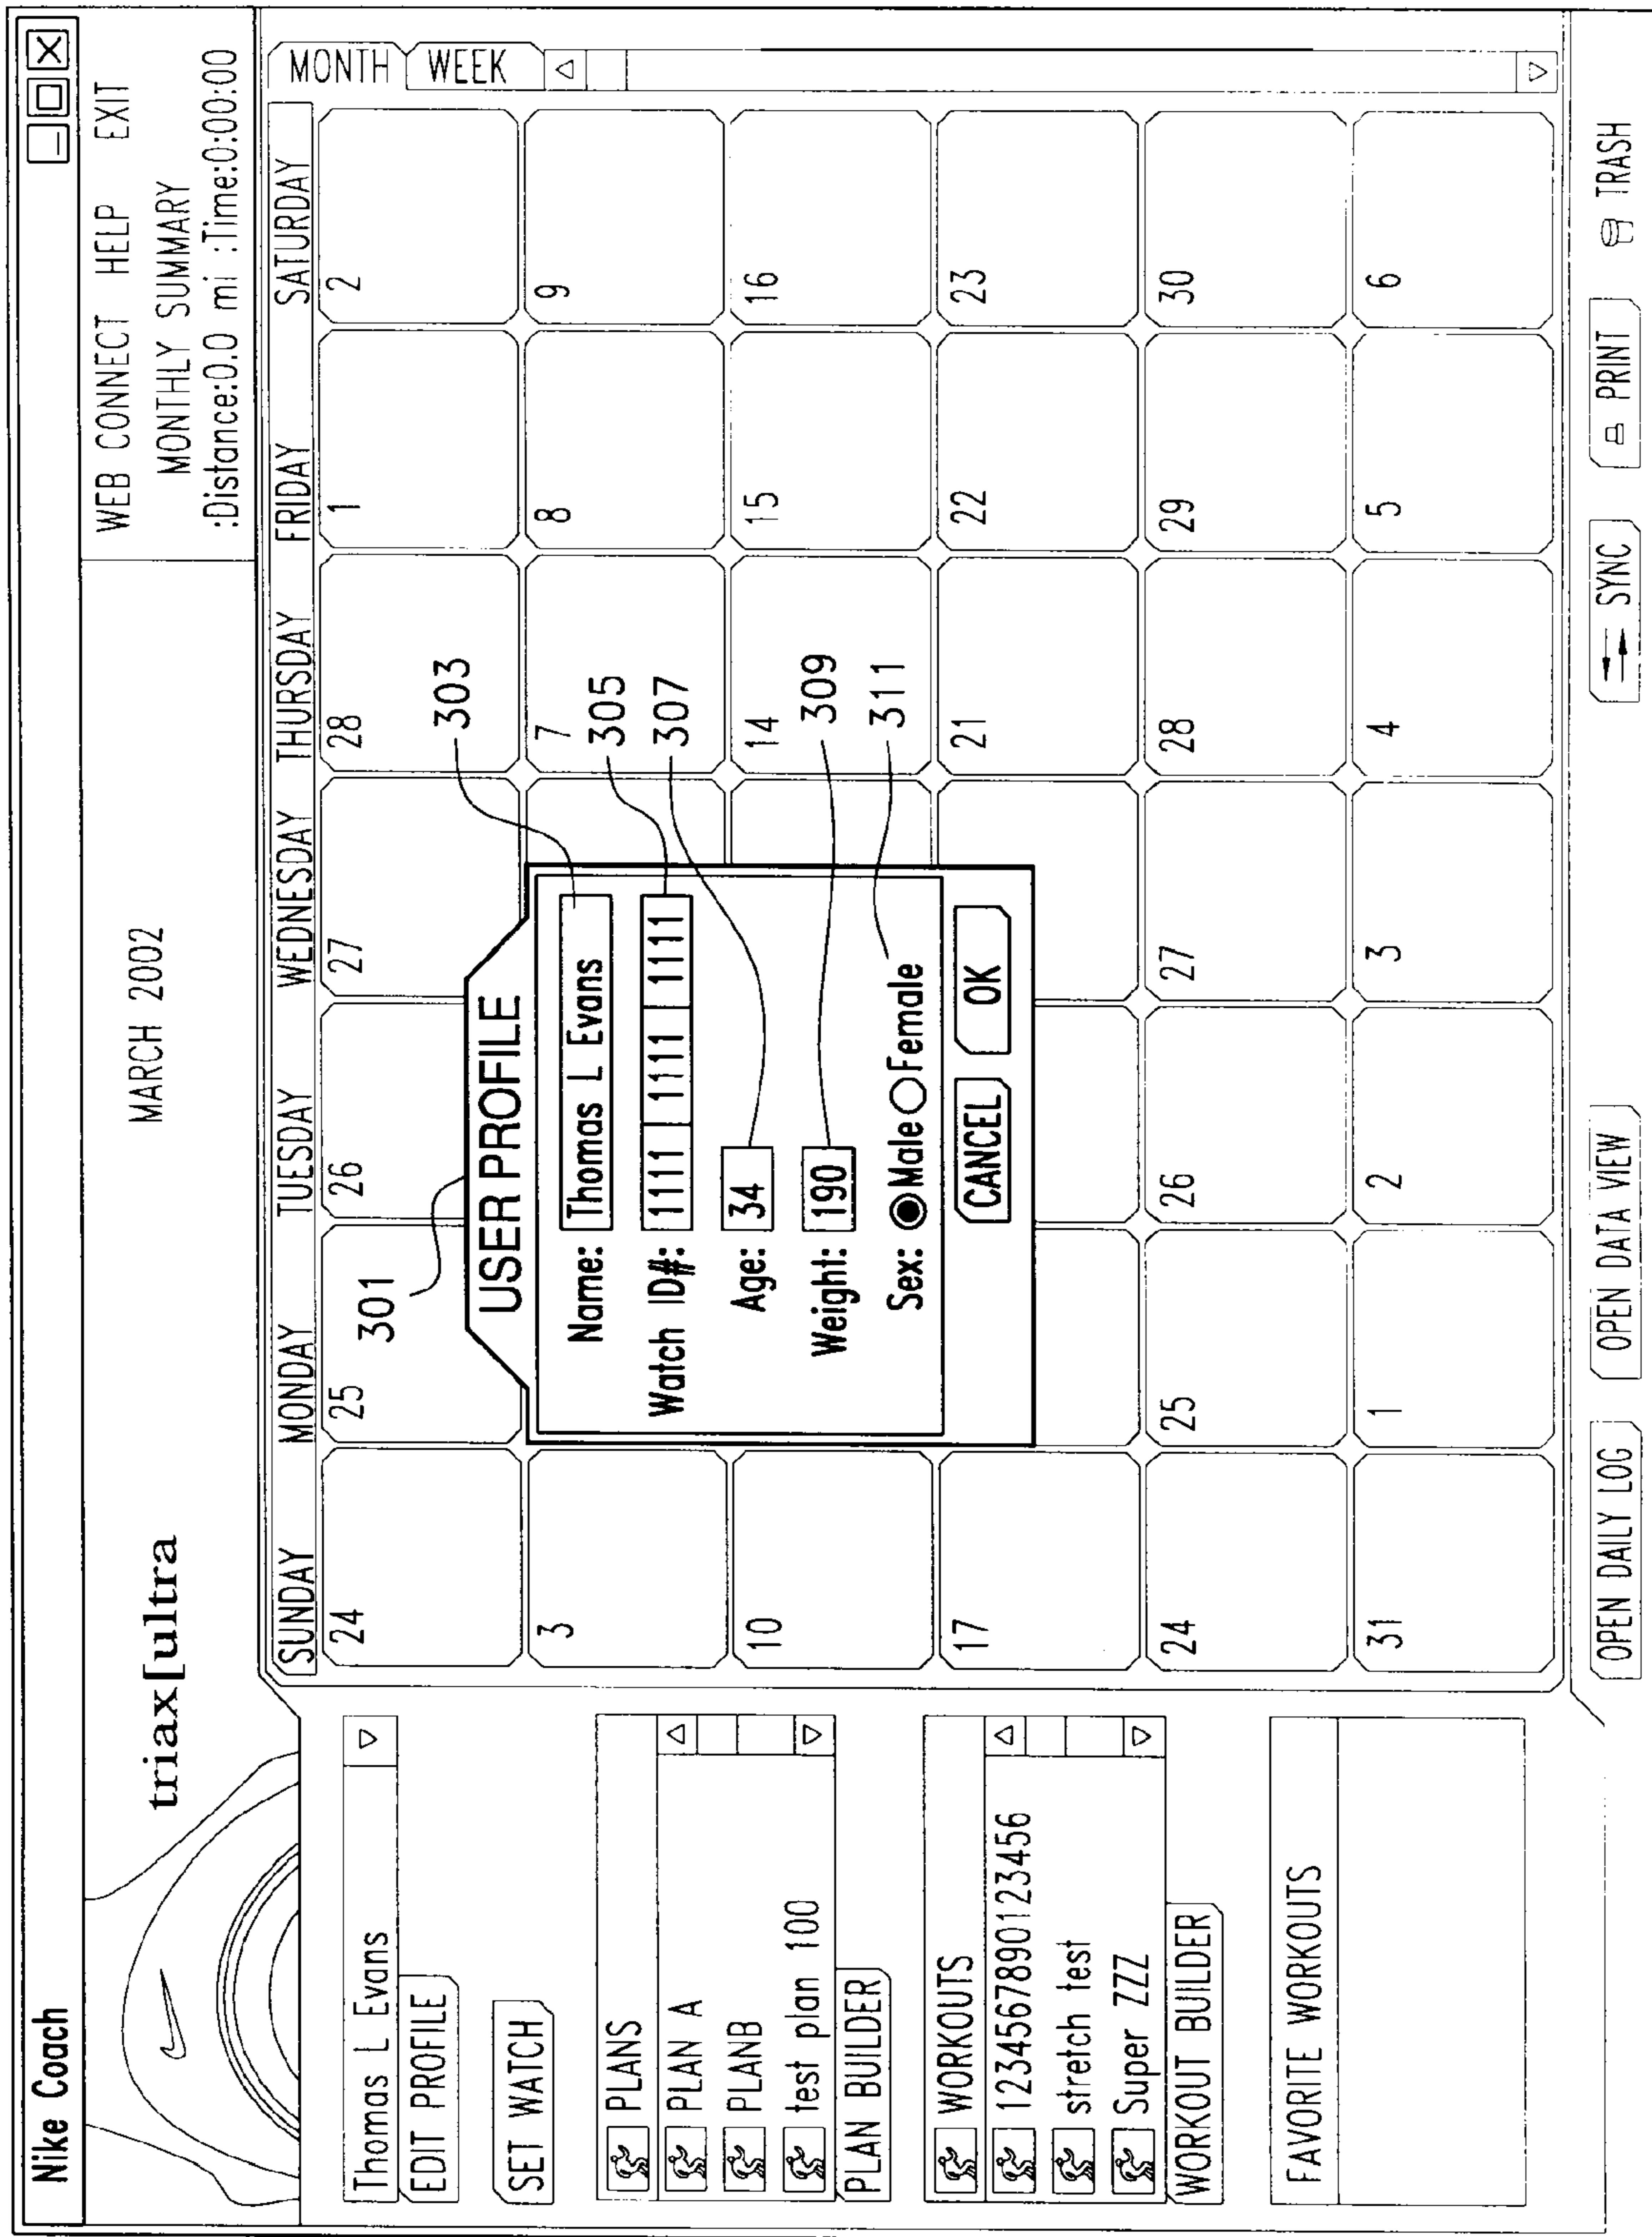 Nike Coach
triax[ultra
MARCH 2002
WEB CONNECT HELP EXIT
MONTHLY SUMMARY
:Distance:0.0 mi :Time:0:00:00
Thomas L Evans
EDIT PROFILE
SET WATCH
PLANS
PLAN A
PLANB
test plan 100
PLAN BUILDER
WORKOUTS
12345678901234556
stretch test
Super ZZZ
WORKOUT BUILDER
FAVORITE WORKOUTS
SUNDAY MONDAY TUESDAY WEDNESDAY THURSDAY FRIDAY SATURDAY
MONTH
WEEK
24 25 26 27 28 1 2
3 7 8 9
10 14 15 16
17 21 22 23
24 25 26 27 28 29 30
31 1 2 3 4 5 6
301
303
305
307
309
311
USER PROFILE
Name: Thomas L Evans
Watch ID#: 1111 1111 1111 1111
Age: 34
Weight: 190
Sex: Male Female
CANCEL OK
OPEN DAILY LOG OPEN DATA VIEW SYNC PRINT TRASH